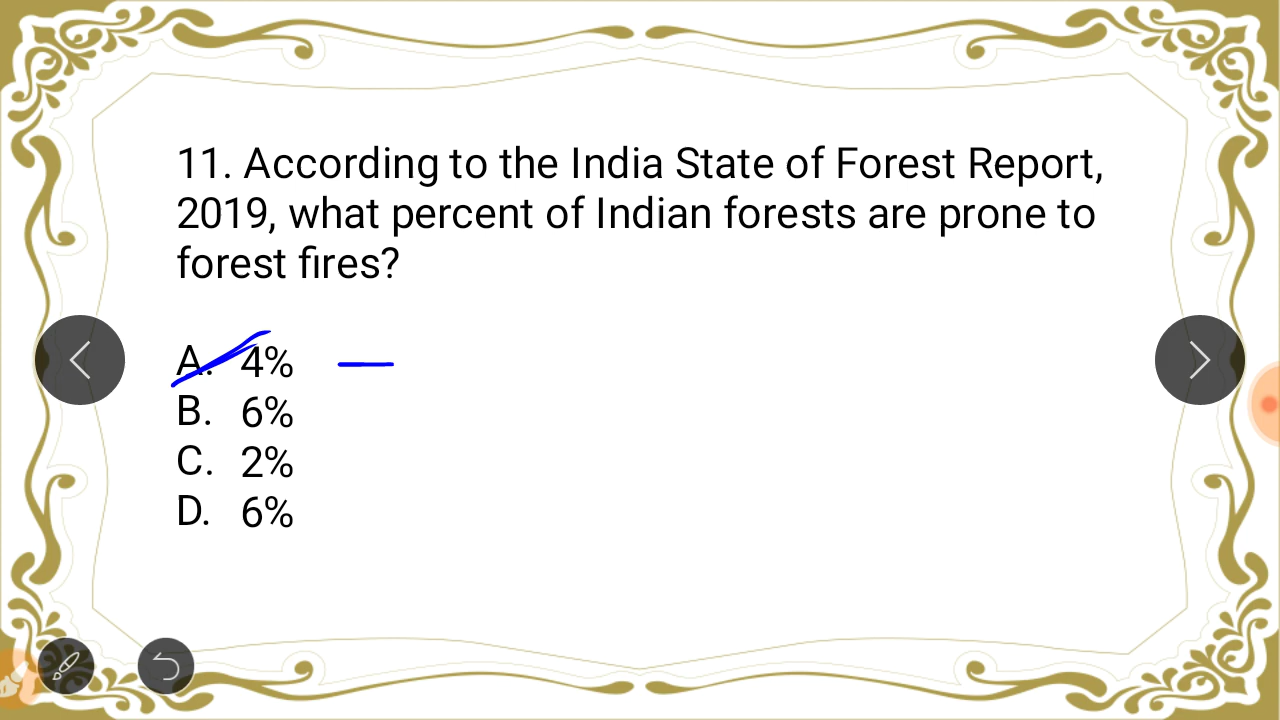 11. According to the India State of Forest Report,
2019, what percent of Indian forests are prone to
forest fires?
A. 4%
B. 6%
C. 2%
D. 6%